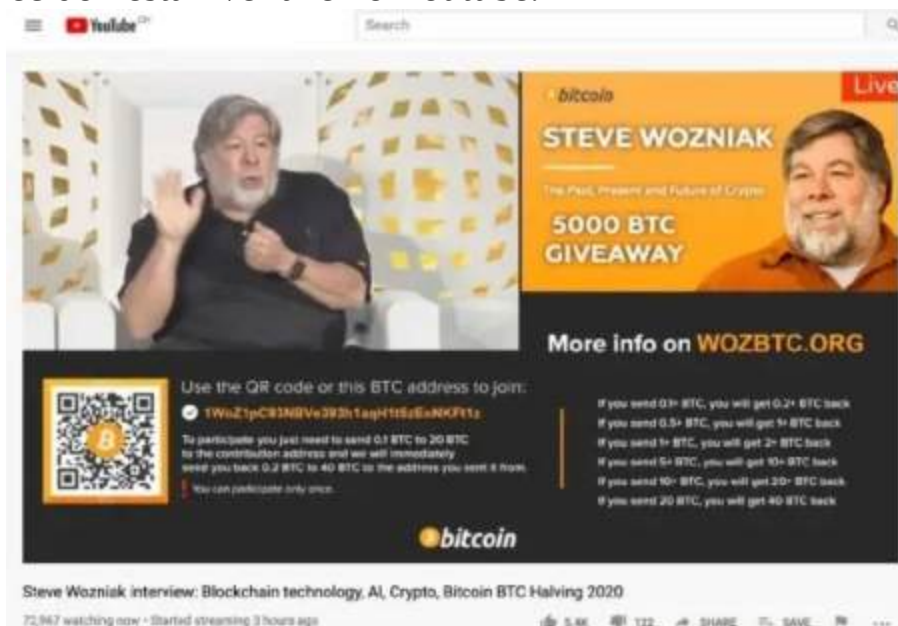 YouTube CH
Search
Live
bitcoin
STEVE WOZNIAK
The Past, Present and Future of Crypto
5000 BTC
GIVEAWAY
More info on WOZBTC.ORG
Use the QR code or this BTC address to join:
To participate you just need to send 0.1 BTC to 20 BTC
to the contribution address and we will immediately
send you back 0.2 BTC to 40 BTC to the address you sent it from.
You can participate only once.
If you send 0.1+ BTC, you will get 0.2+ BTC back
If you send 0.5+ BTC, you will get 1+ BTC back
If you send 1+ BTC, you will get 2+ BTC back
If you send 5+ BTC, you will get 10+ BTC back
If you send 10+ BTC, you will get 20+ BTC back
If you send 20 BTC, you will get 40 BTC back
bitcoin
Steve Wozniak interview: Blockchain technology, AI, Crypto, Bitcoin BTC Halving 2020
72,967 watching now • Started streaming 3 hours ago
122 SHARE SAVE